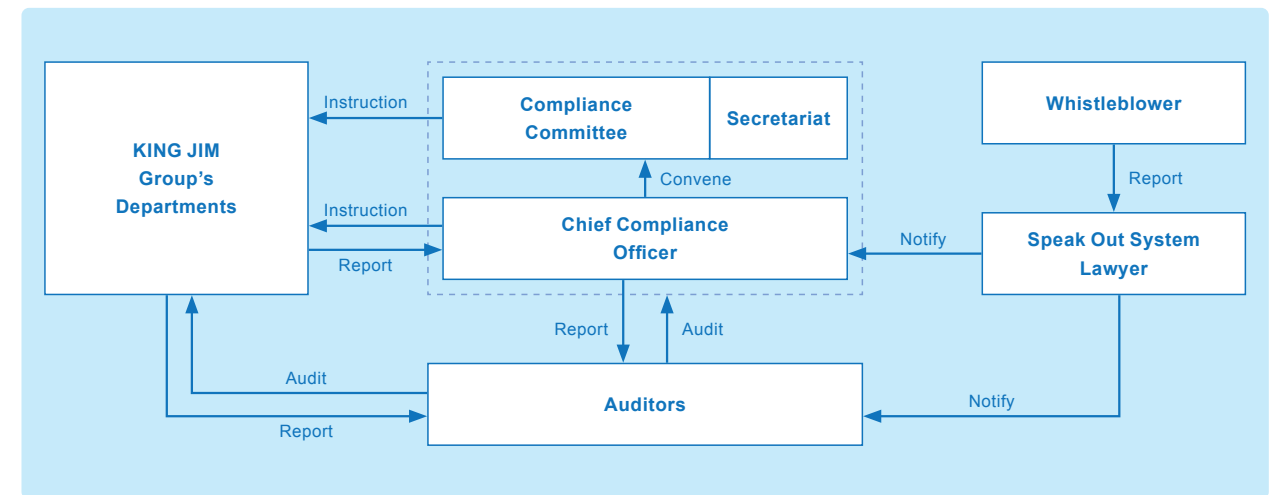 KING JIM
Group’s
Departments
Instruction
Compliance
Committee
Secretariat
Whistleblower
Convene
Report
Instruction
Chief Compliance
Officer
Report
Notify
Speak Out System
Lawyer
Report
Audit
Audit
Auditors
Notify
Report